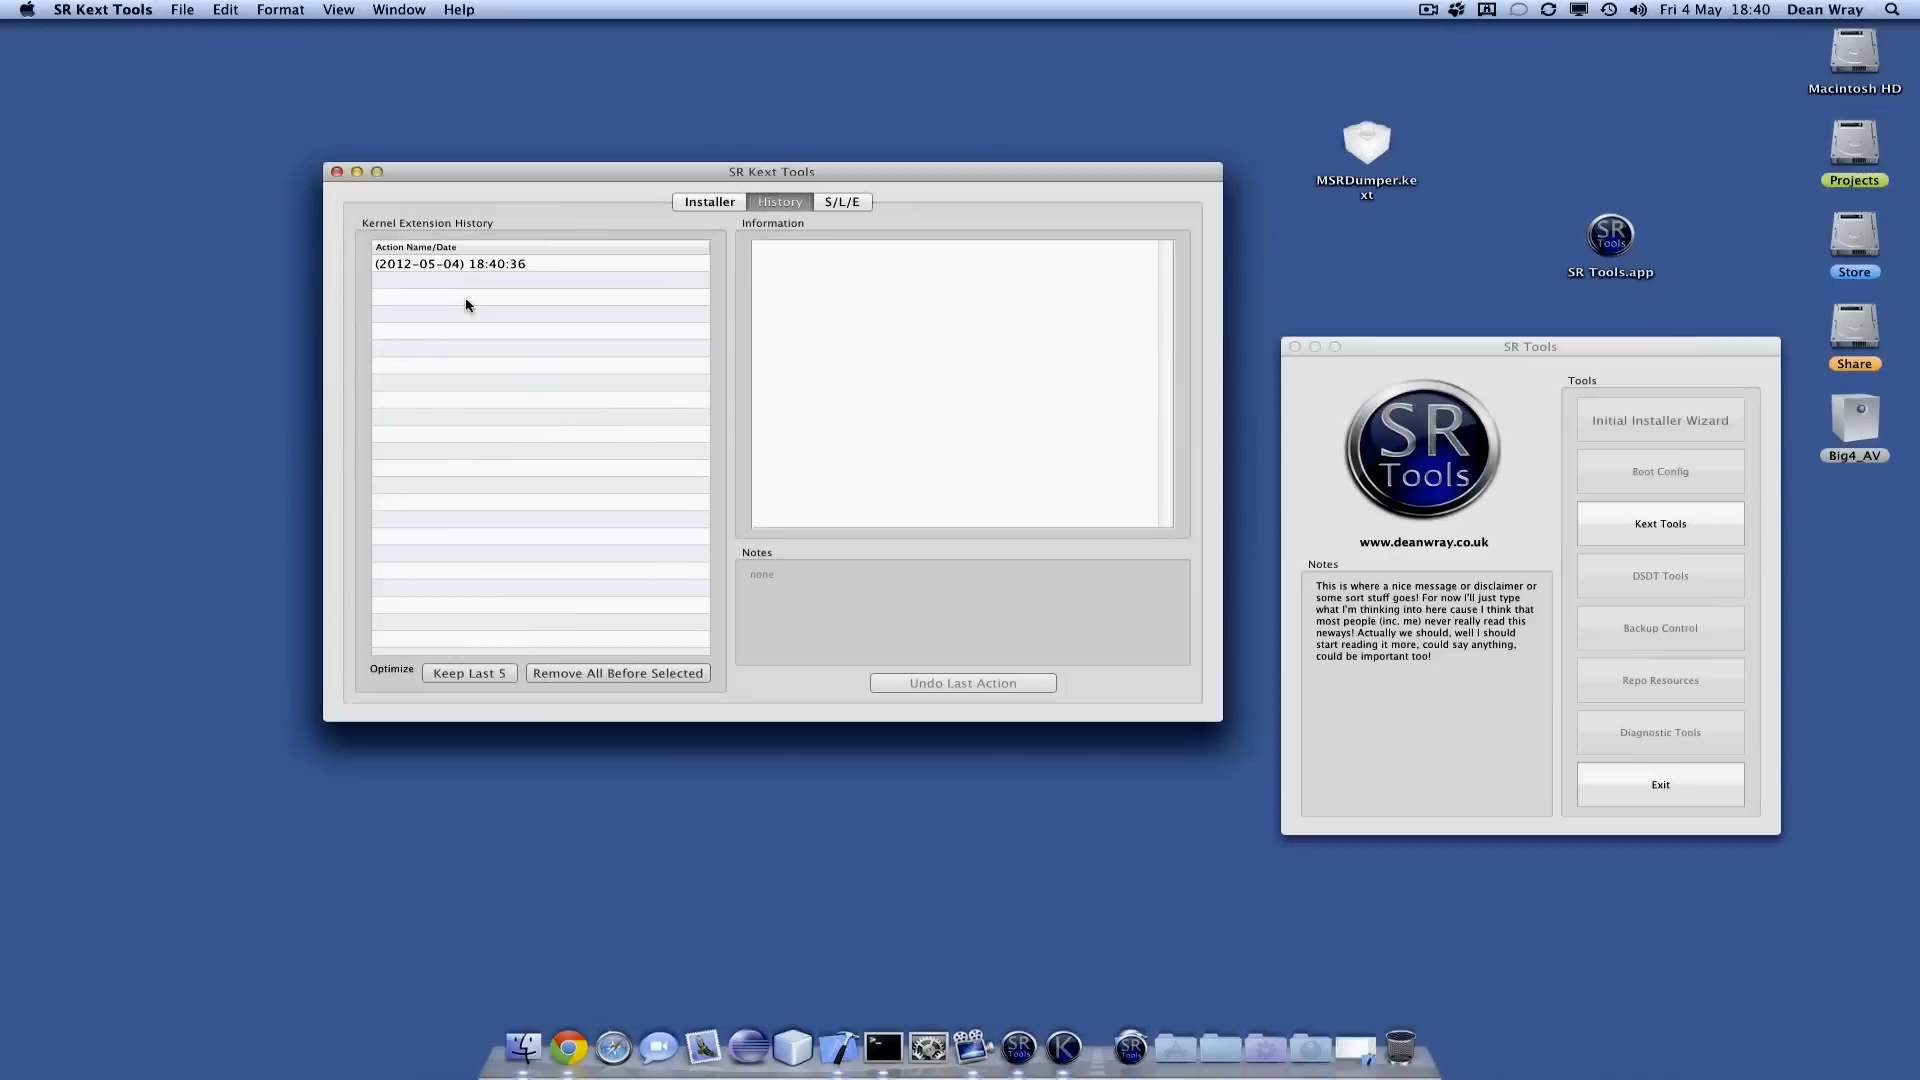 SR Kext Tools File Edit Format View Window Help
Fri 4 May 18:40 Dean Wray
Macintosh HD
MSRDumper.ke
xt
Projects
SR Kext Tools
Installer History S/L/E
Kernel Extension History
Information
Action Name/Date
(2012-05-04) 18:40:36
SR
Tools
SR Tools.app
Store
Share
Big4_AV
Notes
none
Optimize
Keep Last 5
Remove All Before Selected
Undo Last Action
SR Tools
SR
Tools
www.deanwray.co.uk
Notes
This is where a nice message or disclaimer or
some sort stuff goes! For now I'll just type
what I'm thinking into here cause I think that
most people (inc. me) never really read this
neways! Actually we should, well I should
start reading it more, could say anything,
could be important too!
Tools
Initial Installer Wizard
Boot Config
Kext Tools
DSDT Tools
Backup Control
Repo Resources
Diagnostic Tools
Exit
SR
Tools
K
SR
Tools